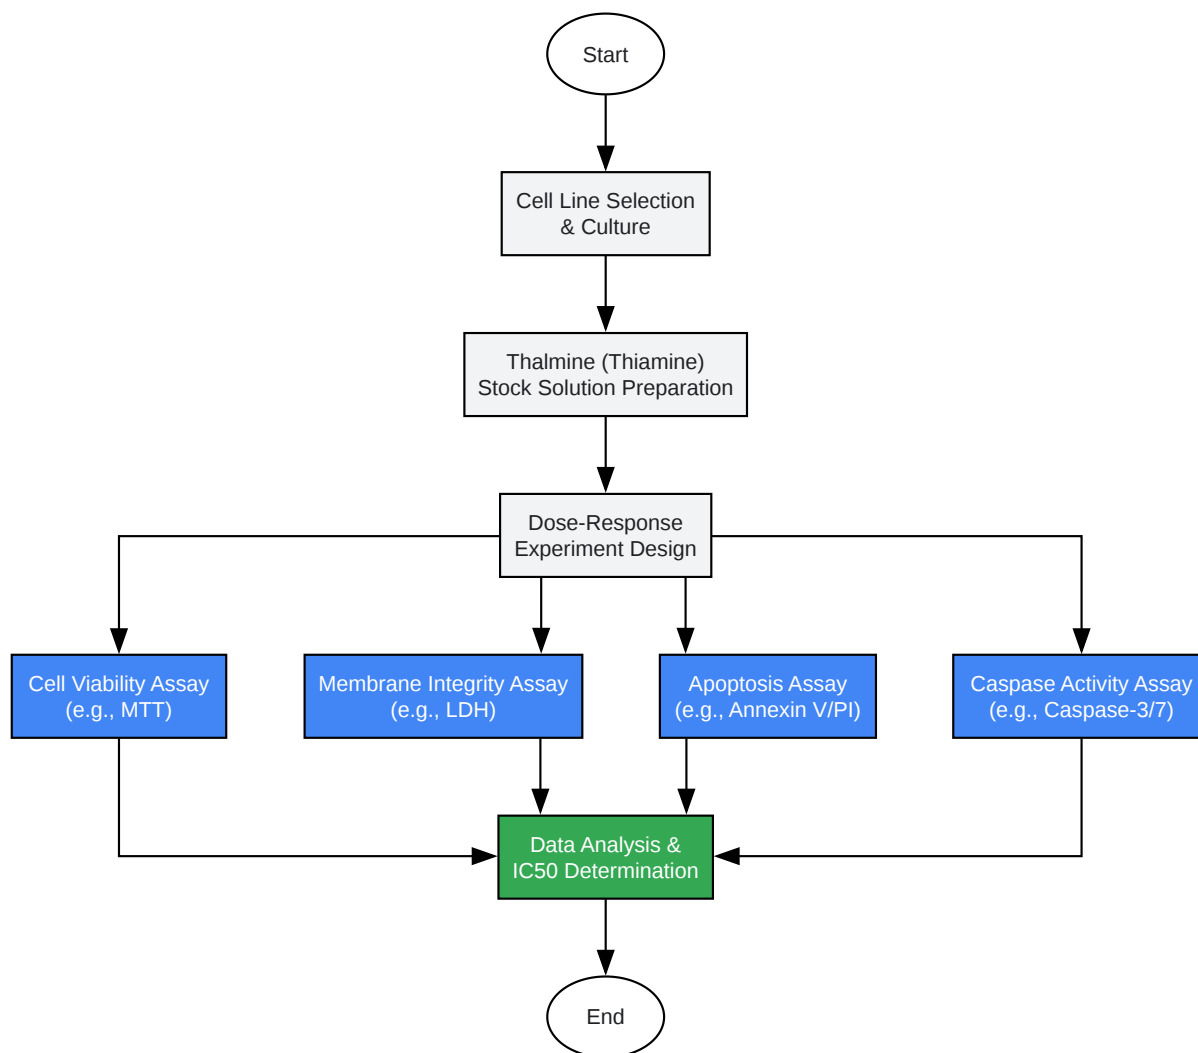 Start
Cell Line Selection
& Culture
Thalmine (Thiamine)
Stock Solution Preparation
Dose-Response
Experiment Design
Cell Viability Assay
(e.g., MTT)
Membrane Integrity Assay
(e.g., LDH)
Apoptosis Assay
(e.g., Annexin V/PI)
Caspase Activity Assay
(e.g., Caspase-3/7)
Data Analysis &
IC50 Determination
End